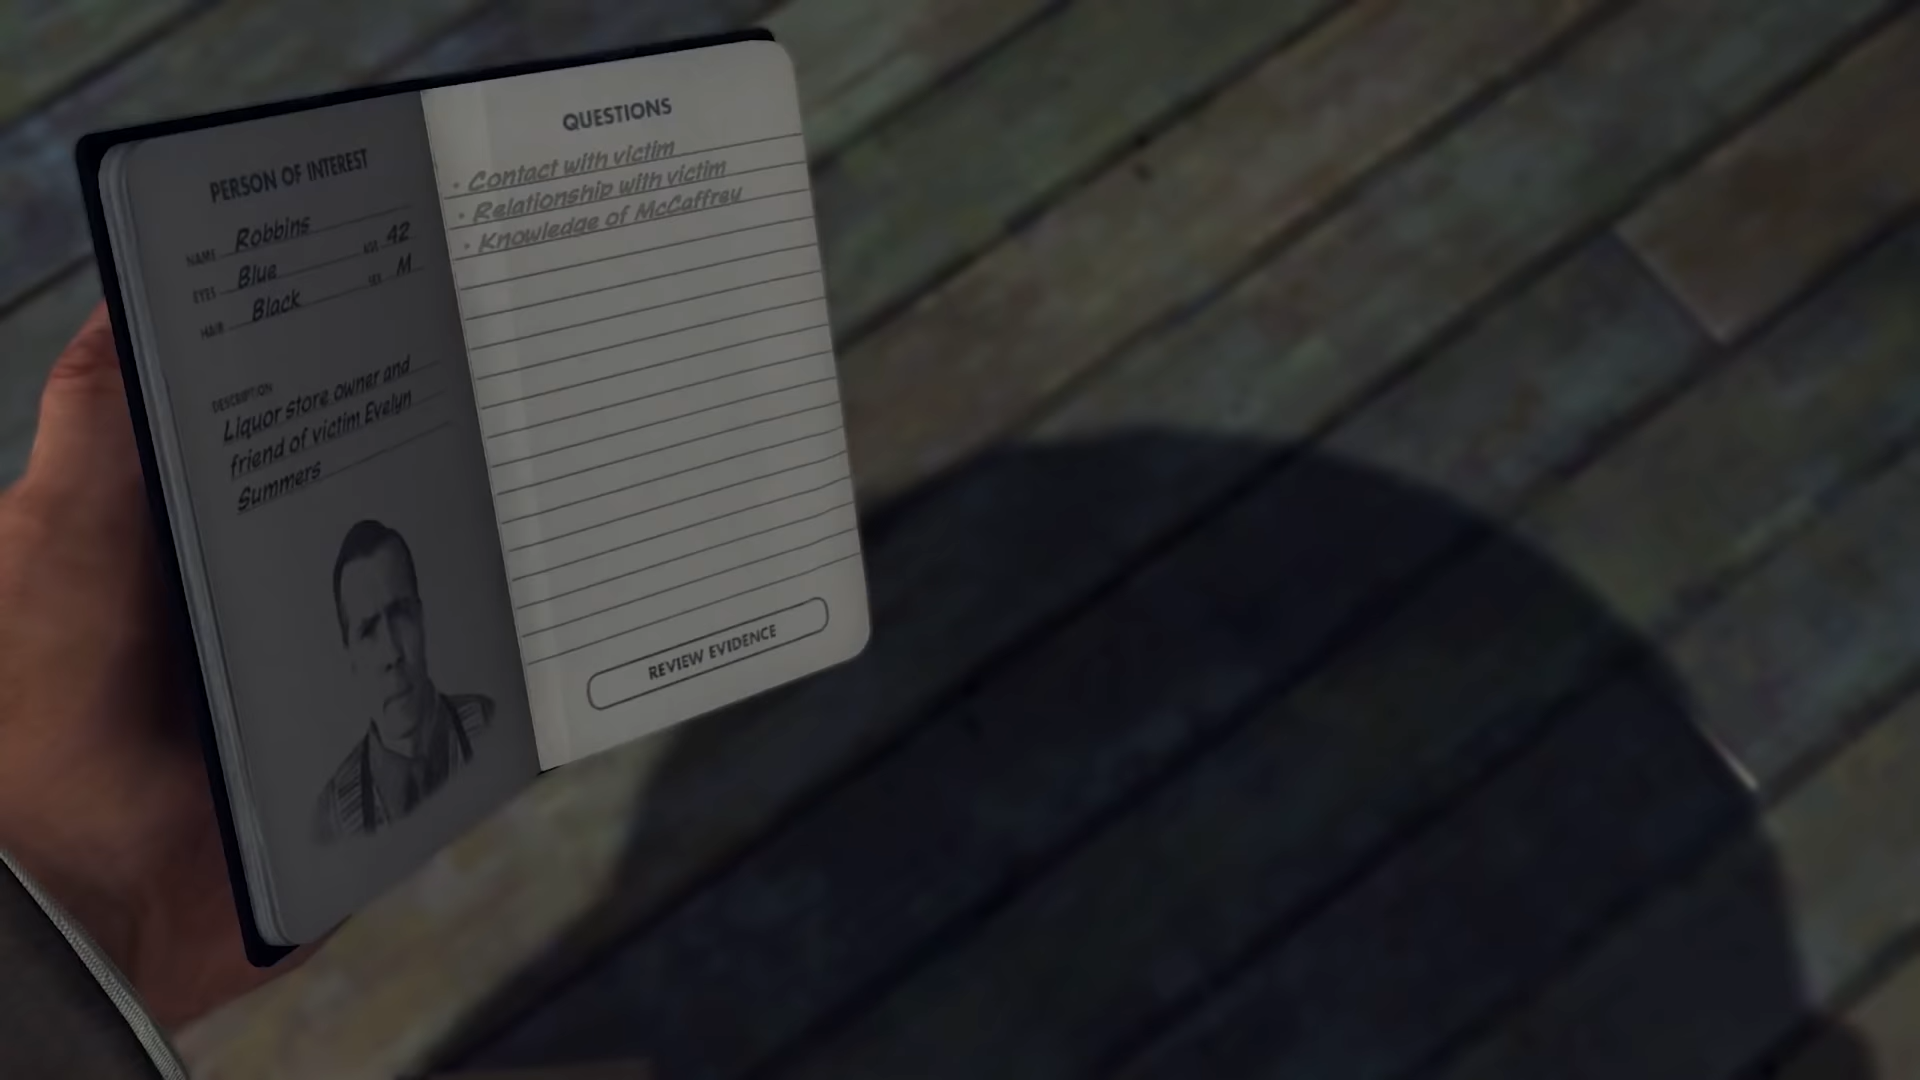 PERSON OF INTEREST
NAME Robbins
AGE 42
EYES Blue
SEX M
HAIR Black
DESCRIPTION
Liquor store owner and
friend of victim Evelyn
Summers
QUESTIONS
• Contact with victim
• Relationship with victim
• Knowledge of McCaffrey
REVIEW EVIDENCE